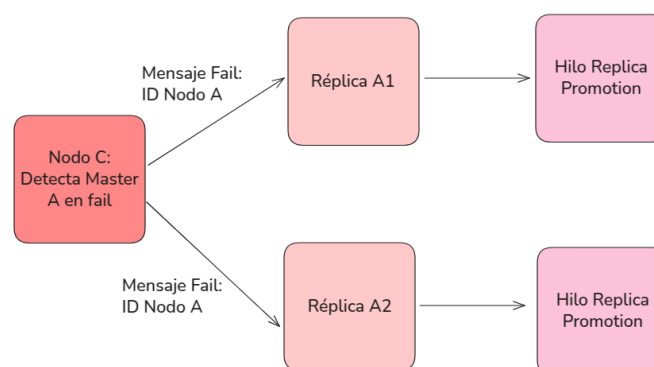 Mensaje Fail:
ID Nodo A
Réplica A1
Hilo Replica
Promotion
Nodo C:
Detecta Master
A en fail
Mensaje Fail:
ID Nodo A
Réplica A2
Hilo Replica
Promotion